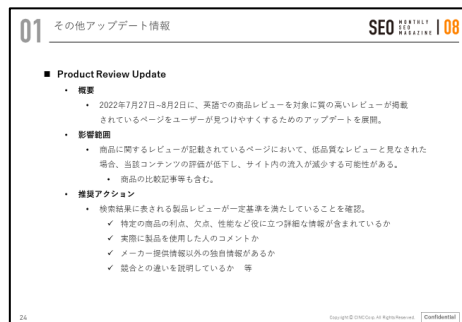 01 その他アップデート情報
SEO MONTHLY SEO MAGAZINE | 08
■ Product Review Update
• 概要
• 2022年7月27日~8月2日に、英語での商品レビューを対象に質の高いレビューが掲載
されているページをユーザーが見つけやすくするためのアップデートを展開。
• 影響範囲
• 商品に関するレビューが記載されているページにおいて、低品質なレビューと見なされた
場合、当該コンテンツの評価が低下し、サイト内の流入が減少する可能性がある。
• 商品の比較記事等も含む。
• 推奨アクション
• 検索結果に表される製品レビューが一定基準を満たしていることを確認。
✓ 特定の商品の利点、欠点、性能など役に立つ詳細な情報が含まれているか
✓ 実際に製品を使用した人のコメントか
✓ メーカー提供情報以外の独自情報があるか
✓ 競合との違いを説明しているか 等
24
Copyright© CINC Corp. All Rights Reserved. Confidential